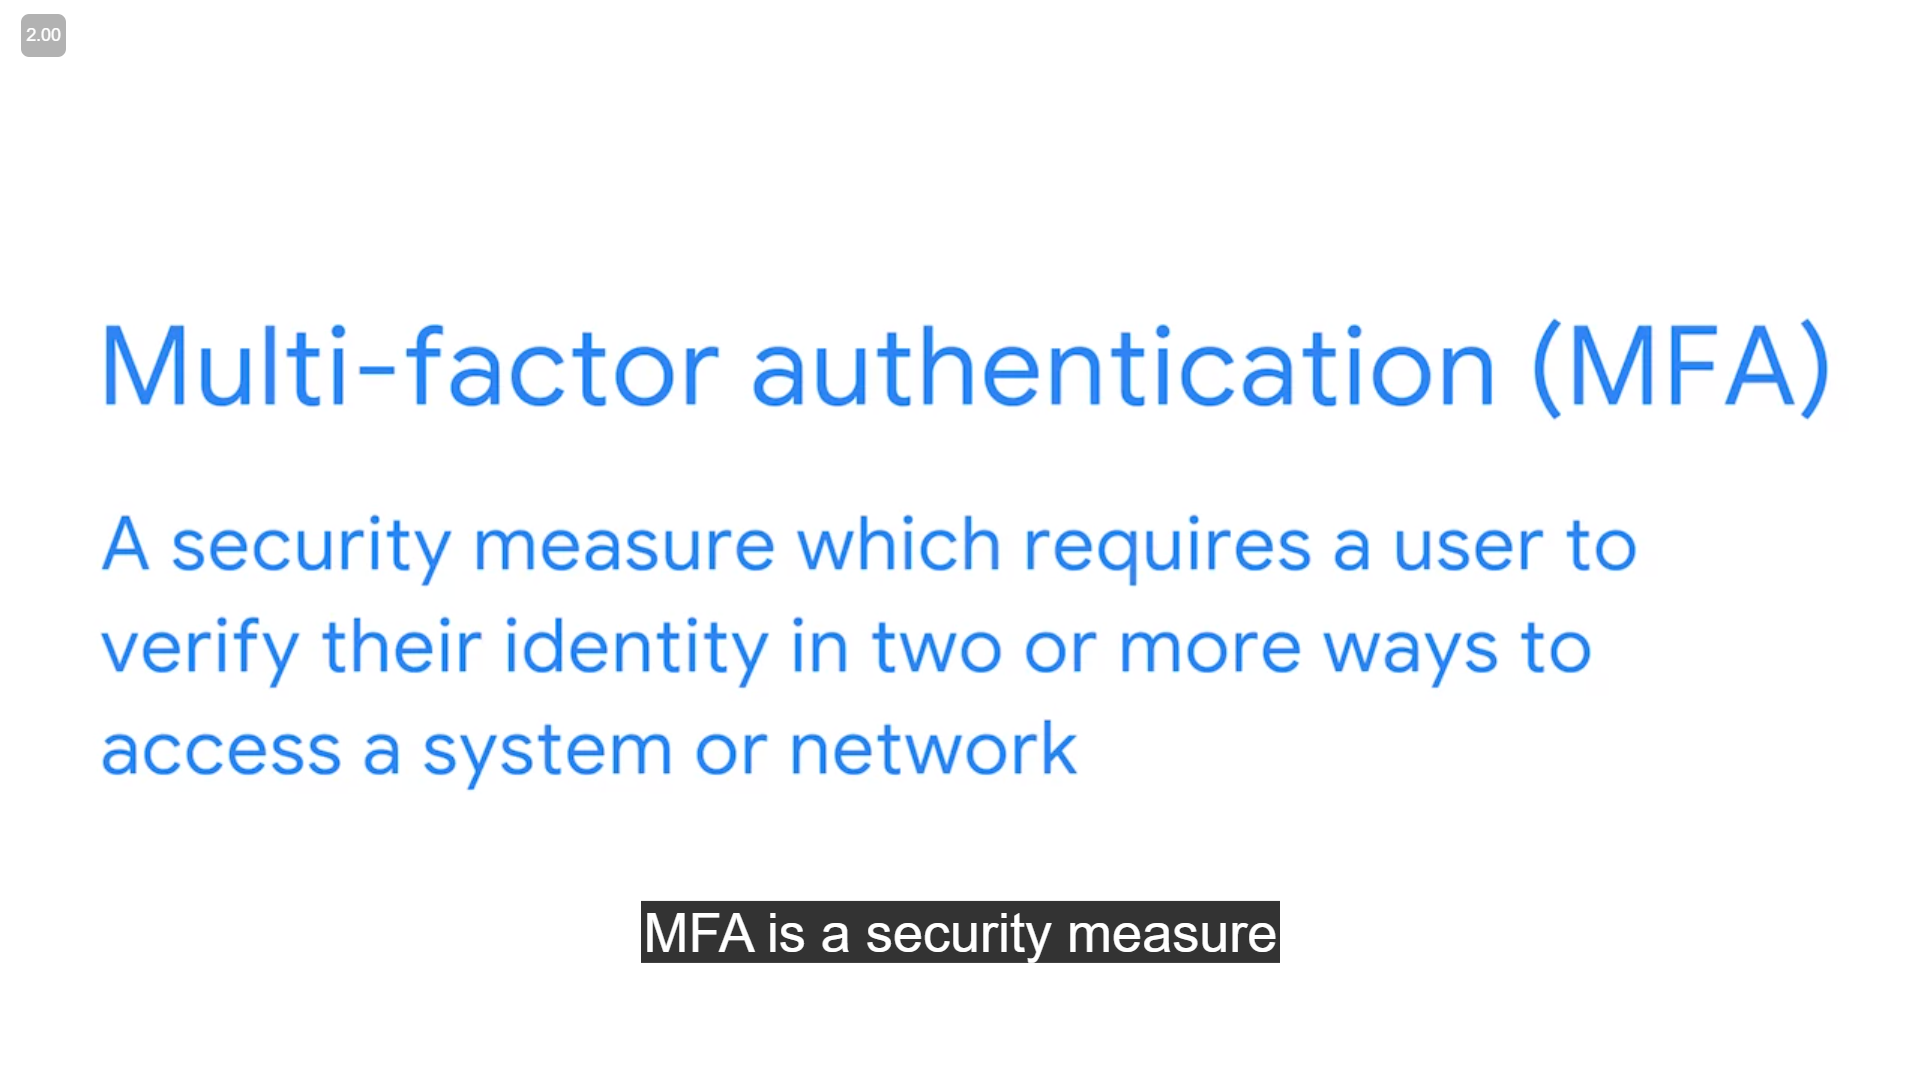 2.00
Multi-factor authentication (MFA)
A security measure which requires a user to
verify their identity in two or more ways to
access a system or network
MFA is a security measure